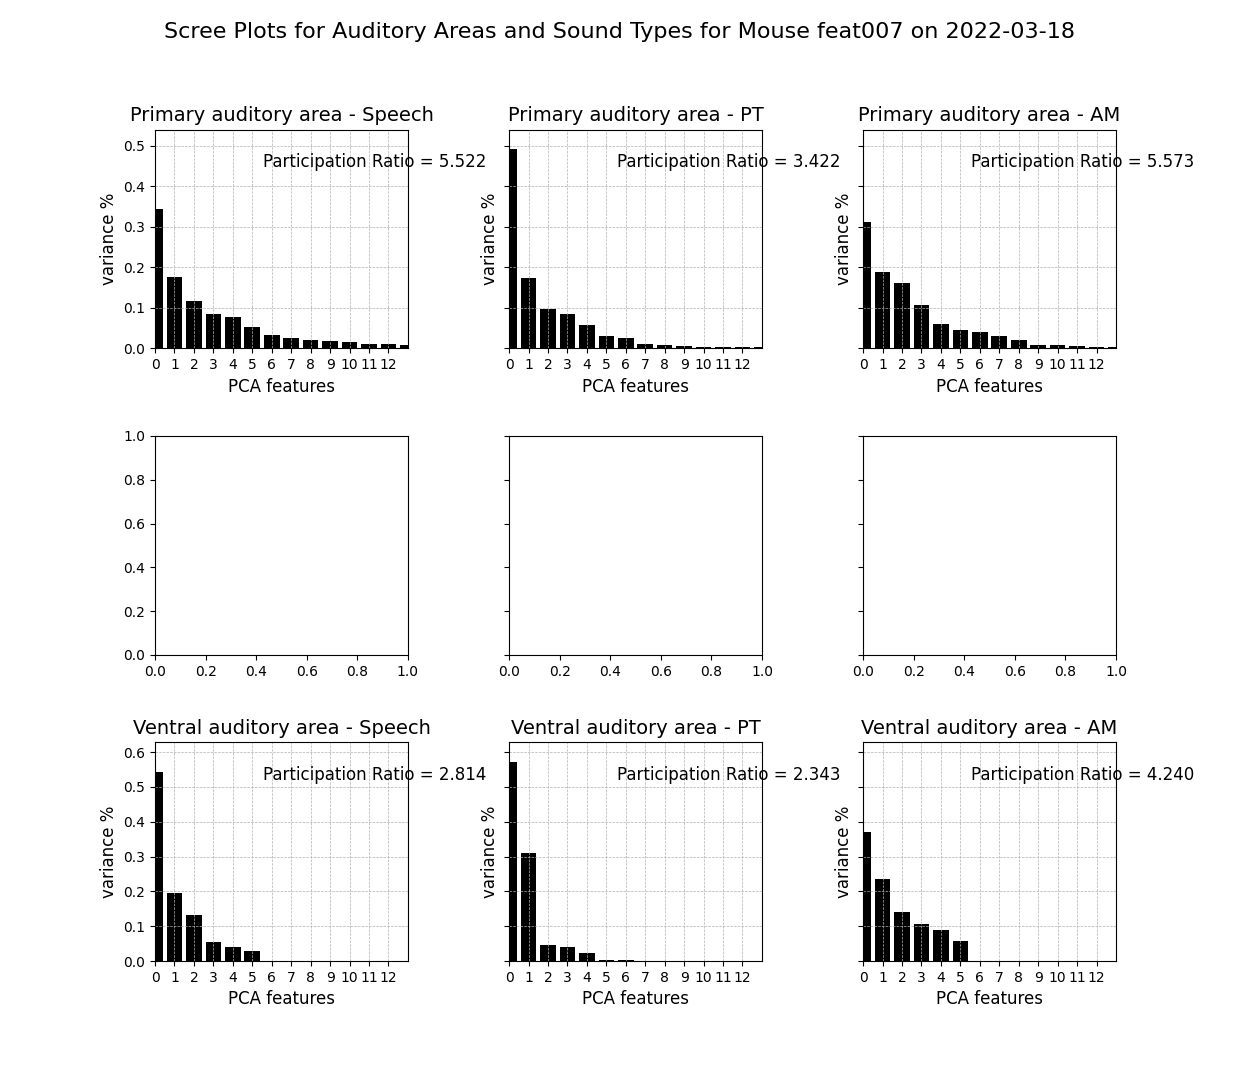 Scree Plots for Auditory Areas and Sound Types for Mouse feat007 on 2022-03-18
Primary auditory area - Speech
Primary auditory area - PT
Primary auditory area - AM
Participation Ratio = 5.522
Participation Ratio = 3.422
Participation Ratio = 5.573
0.5
0.4
0.3
0.2
0.1
0.0
variance %
variance %
variance %
0 1 2 3 4 5 6 7 8 9 10 11 12
0 1 2 3 4 5 6 7 8 9 10 11 12
0 1 2 3 4 5 6 7 8 9 10 11 12
PCA features
PCA features
PCA features
1.0
0.8
0.6
0.4
0.2
0.0
0.0 0.2 0.4 0.6 0.8 1.0
0.0 0.2 0.4 0.6 0.8 1.0
0.0 0.2 0.4 0.6 0.8 1.0
Ventral auditory area - Speech
Ventral auditory area - PT
Ventral auditory area - AM
Participation Ratio = 2.814
Participation Ratio = 2.343
Participation Ratio = 4.240
0.6
0.5
0.4
0.3
0.2
0.1
0.0
variance %
variance %
variance %
0 1 2 3 4 5 6 7 8 9 10 11 12
0 1 2 3 4 5 6 7 8 9 10 11 12
0 1 2 3 4 5 6 7 8 9 10 11 12
PCA features
PCA features
PCA features